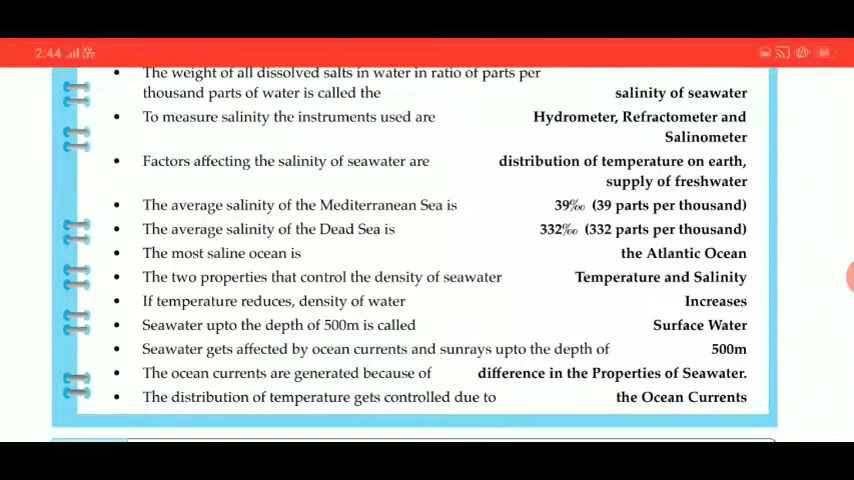 2:44
64
• The weight of all dissolved salts in water in ratio of parts per
thousand parts of water is called the salinity of seawater
• To measure salinity the instruments used are Hydrometer, Refractometer and
Salinometer
• Factors affecting the salinity of seawater are distribution of temperature on earth,
supply of freshwater
• The average salinity of the Mediterranean Sea is 39‰ (39 parts per thousand)
• The average salinity of the Dead Sea is 332‰ (332 parts per thousand)
• The most saline ocean is the Atlantic Ocean
• The two properties that control the density of seawater Temperature and Salinity
• If temperature reduces, density of water Increases
• Seawater upto the depth of 500m is called Surface Water
• Seawater gets affected by ocean currents and sunrays upto the depth of 500m
• The ocean currents are generated because of difference in the Properties of Seawater.
• The distribution of temperature gets controlled due to the Ocean Currents